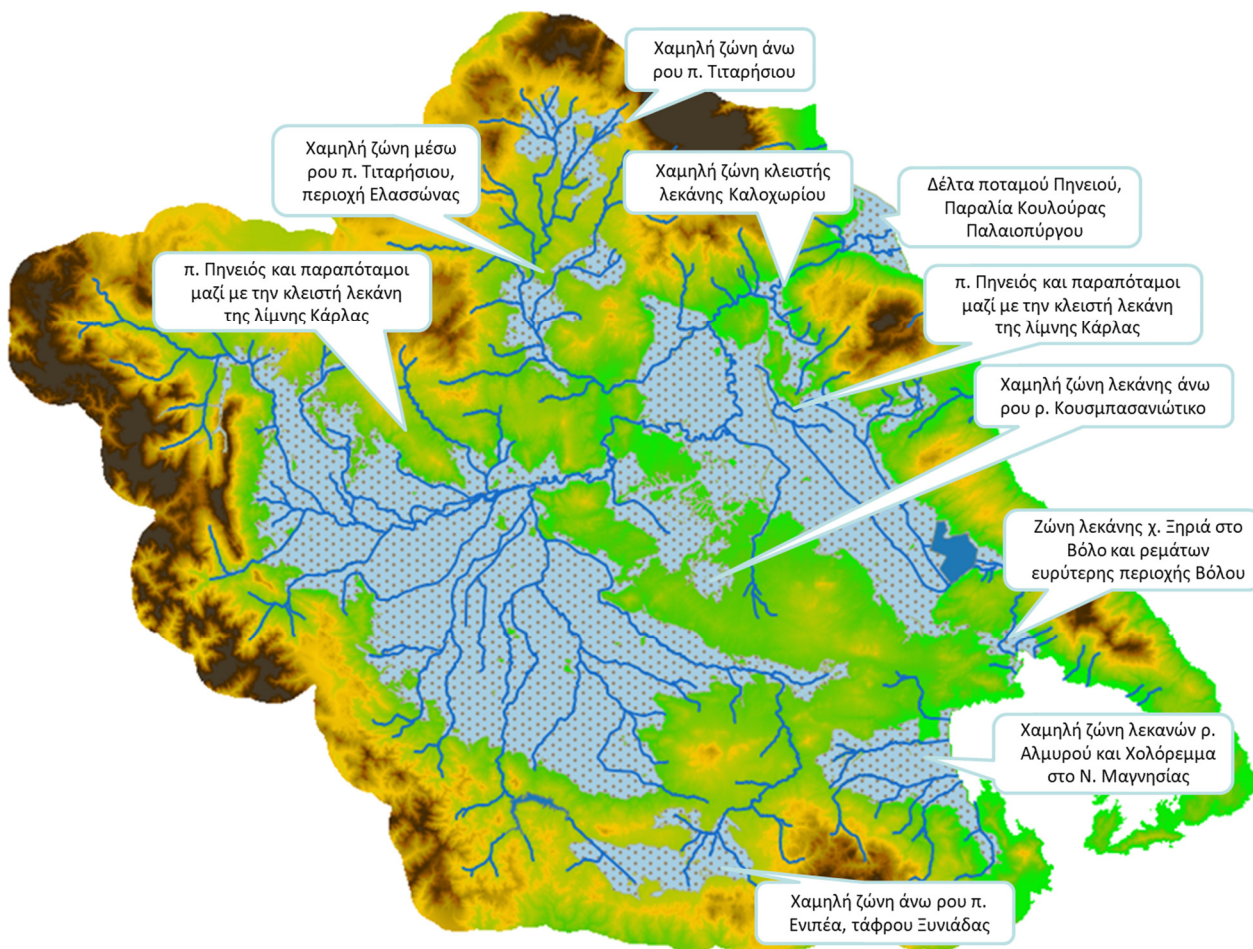 Χαμηλή ζώνη άνω
ρου π. Τιταρήσιου
Χαμηλή ζώνη μέσω
ρου π. Τιταρήσιου,
περιοχή Ελασσώνας
Χαμηλή ζώνη κλειστής
λεκάνης Καλοχωρίου
Δέλτα ποταμού Πηνειού,
Παραλία Κουλούρας
Παλαιοπύργου
π. Πηνειός και παραπόταμοι
μαζί με την κλειστή λεκάνη
της λίμνης Κάρλας
π. Πηνειός και παραπόταμοι
μαζί με την κλειστή λεκάνη
της λίμνης Κάρλας
Χαμηλή ζώνη λεκάνης άνω
ρου ρ. Κουσμπασανιώτικο
Ζώνη λεκάνης χ. Ξηριά στο
Βόλο και ρεμάτων
ευρύτερης περιοχής Βόλου
Χαμηλή ζώνη λεκανών ρ.
Αλμυρού και Χολόρεμμα
στο Ν. Μαγνησίας
Χαμηλή ζώνη άνω ρου π.
Ενιπέα, τάφρου Ξυνιάδας